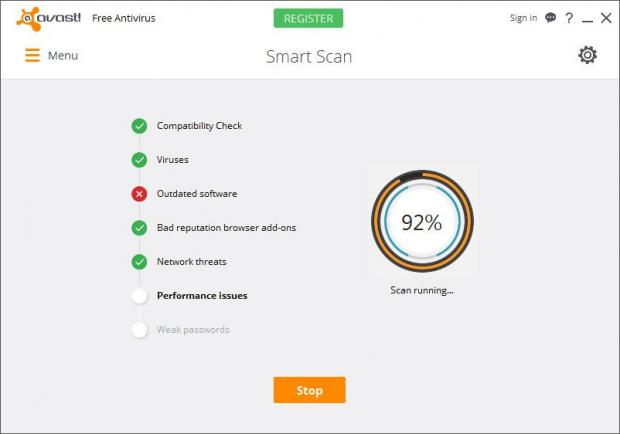 avast! Free Antivirus REGISTER Sign in ?
Menu Smart Scan
Compatibility Check
Viruses
Outdated software
Bad reputation browser add-ons
Network threats
Performance issues
Weak passwords
92%
Scan running...
Stop